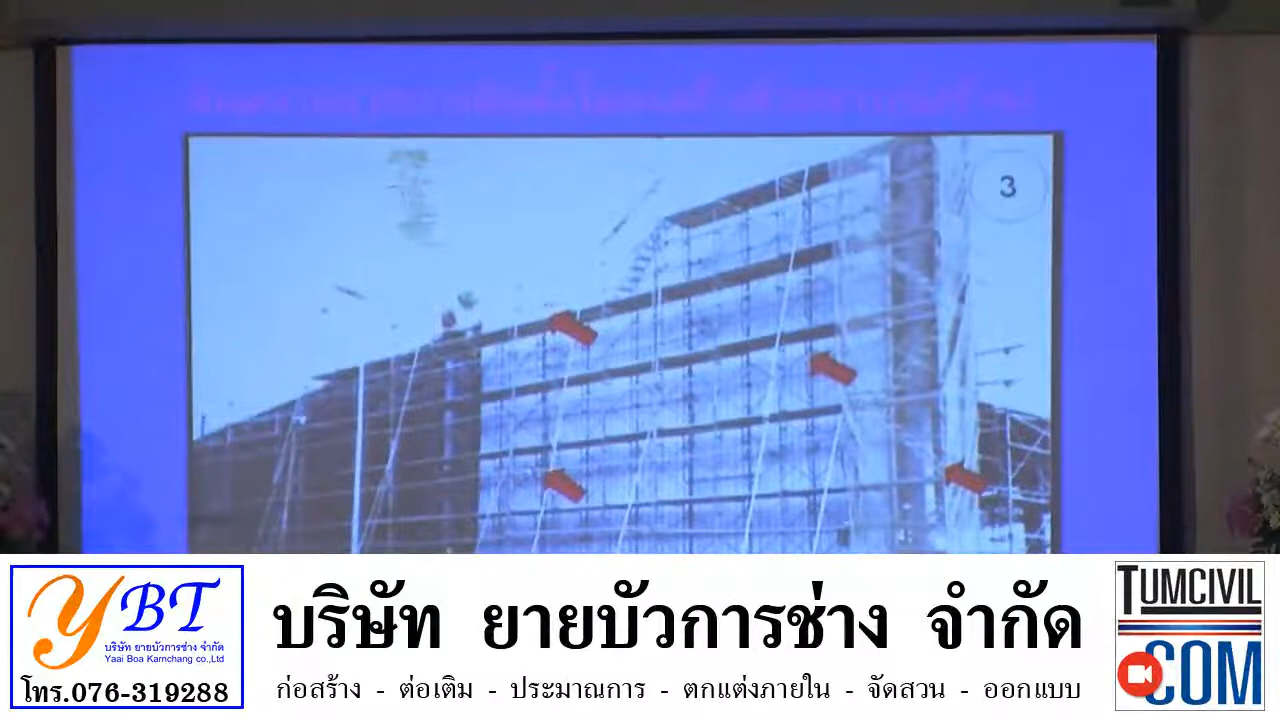 3
YBT
บริษัท ยายบัวการช่าง จำกัด
Yaai Boa Karnchang co.,Ltd
โทร.076-319288
บริษัท ยายบัวการช่าง จำกัด
ก่อสร้าง - ต่อเติม - ประมาณการ - ตกแต่งภายใน - จัดสวน - ออกแบบ
TUMCIVIL
.COM